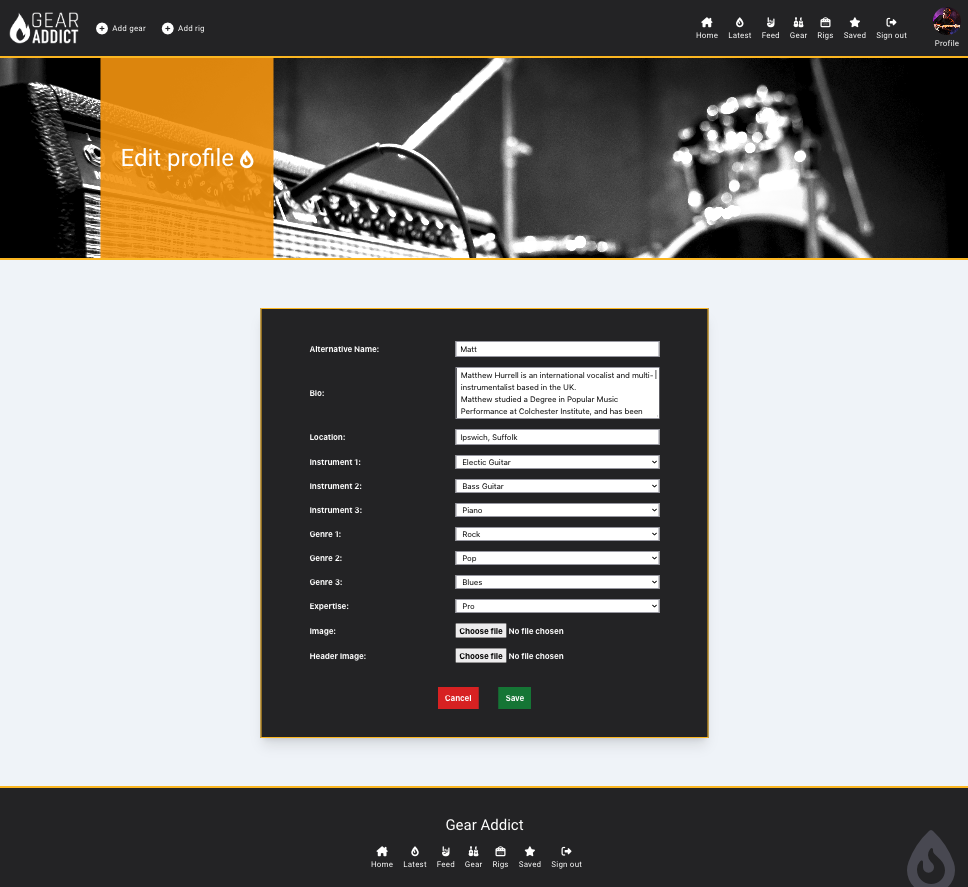 GEAR
ADDICT
Add gear
Add rig
Home
Latest
Feed
Gear
Rigs
Saved
Sign out
Profile
Edit profile
Alternative Name:
Matt
Bio:
Matthew Hurrell is an international vocalist and multi-
instrumentalist based in the UK.
Matthew studied a Degree in Popular Music
Performance at Colchester Institute, and has been
Location:
Ipswich, Suffolk
Instrument 1:
Electic Guitar
Instrument 2:
Bass Guitar
Instrument 3:
Piano
Genre 1:
Rock
Genre 2:
Pop
Genre 3:
Blues
Expertise:
Pro
Image:
Choose file No file chosen
Header image:
Choose file No file chosen
Cancel
Save
Gear Addict
Home
Latest
Feed
Gear
Rigs
Saved
Sign out